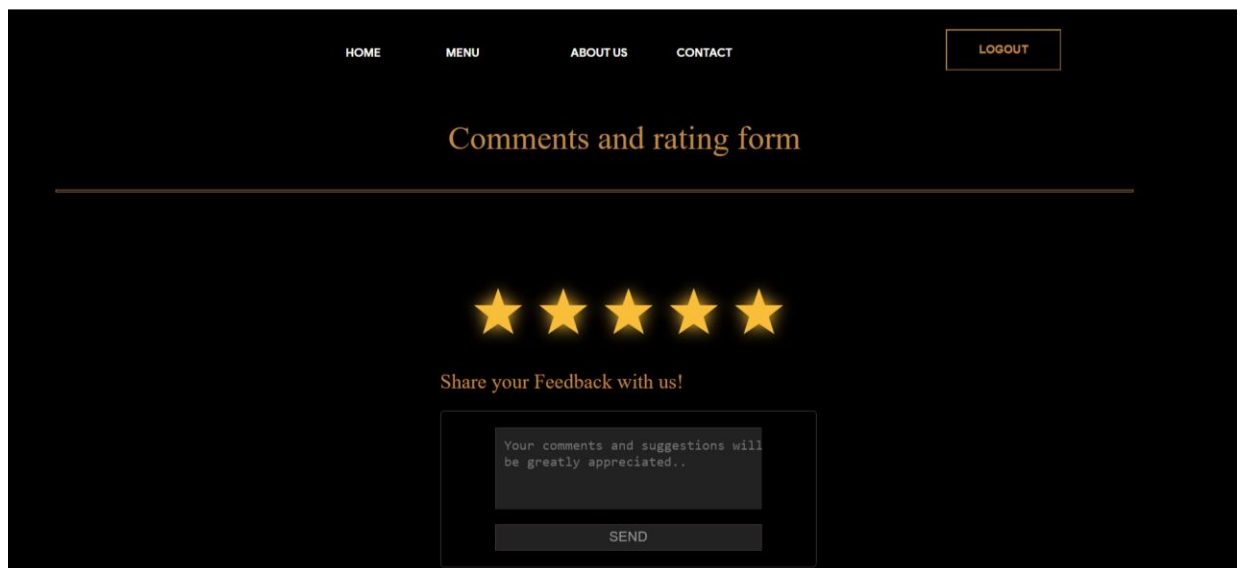 HOME MENU ABOUT US CONTACT LOGOUT
Comments and rating form
Share your Feedback with us!
Your comments and suggestions will
be greatly appreciated..
SEND